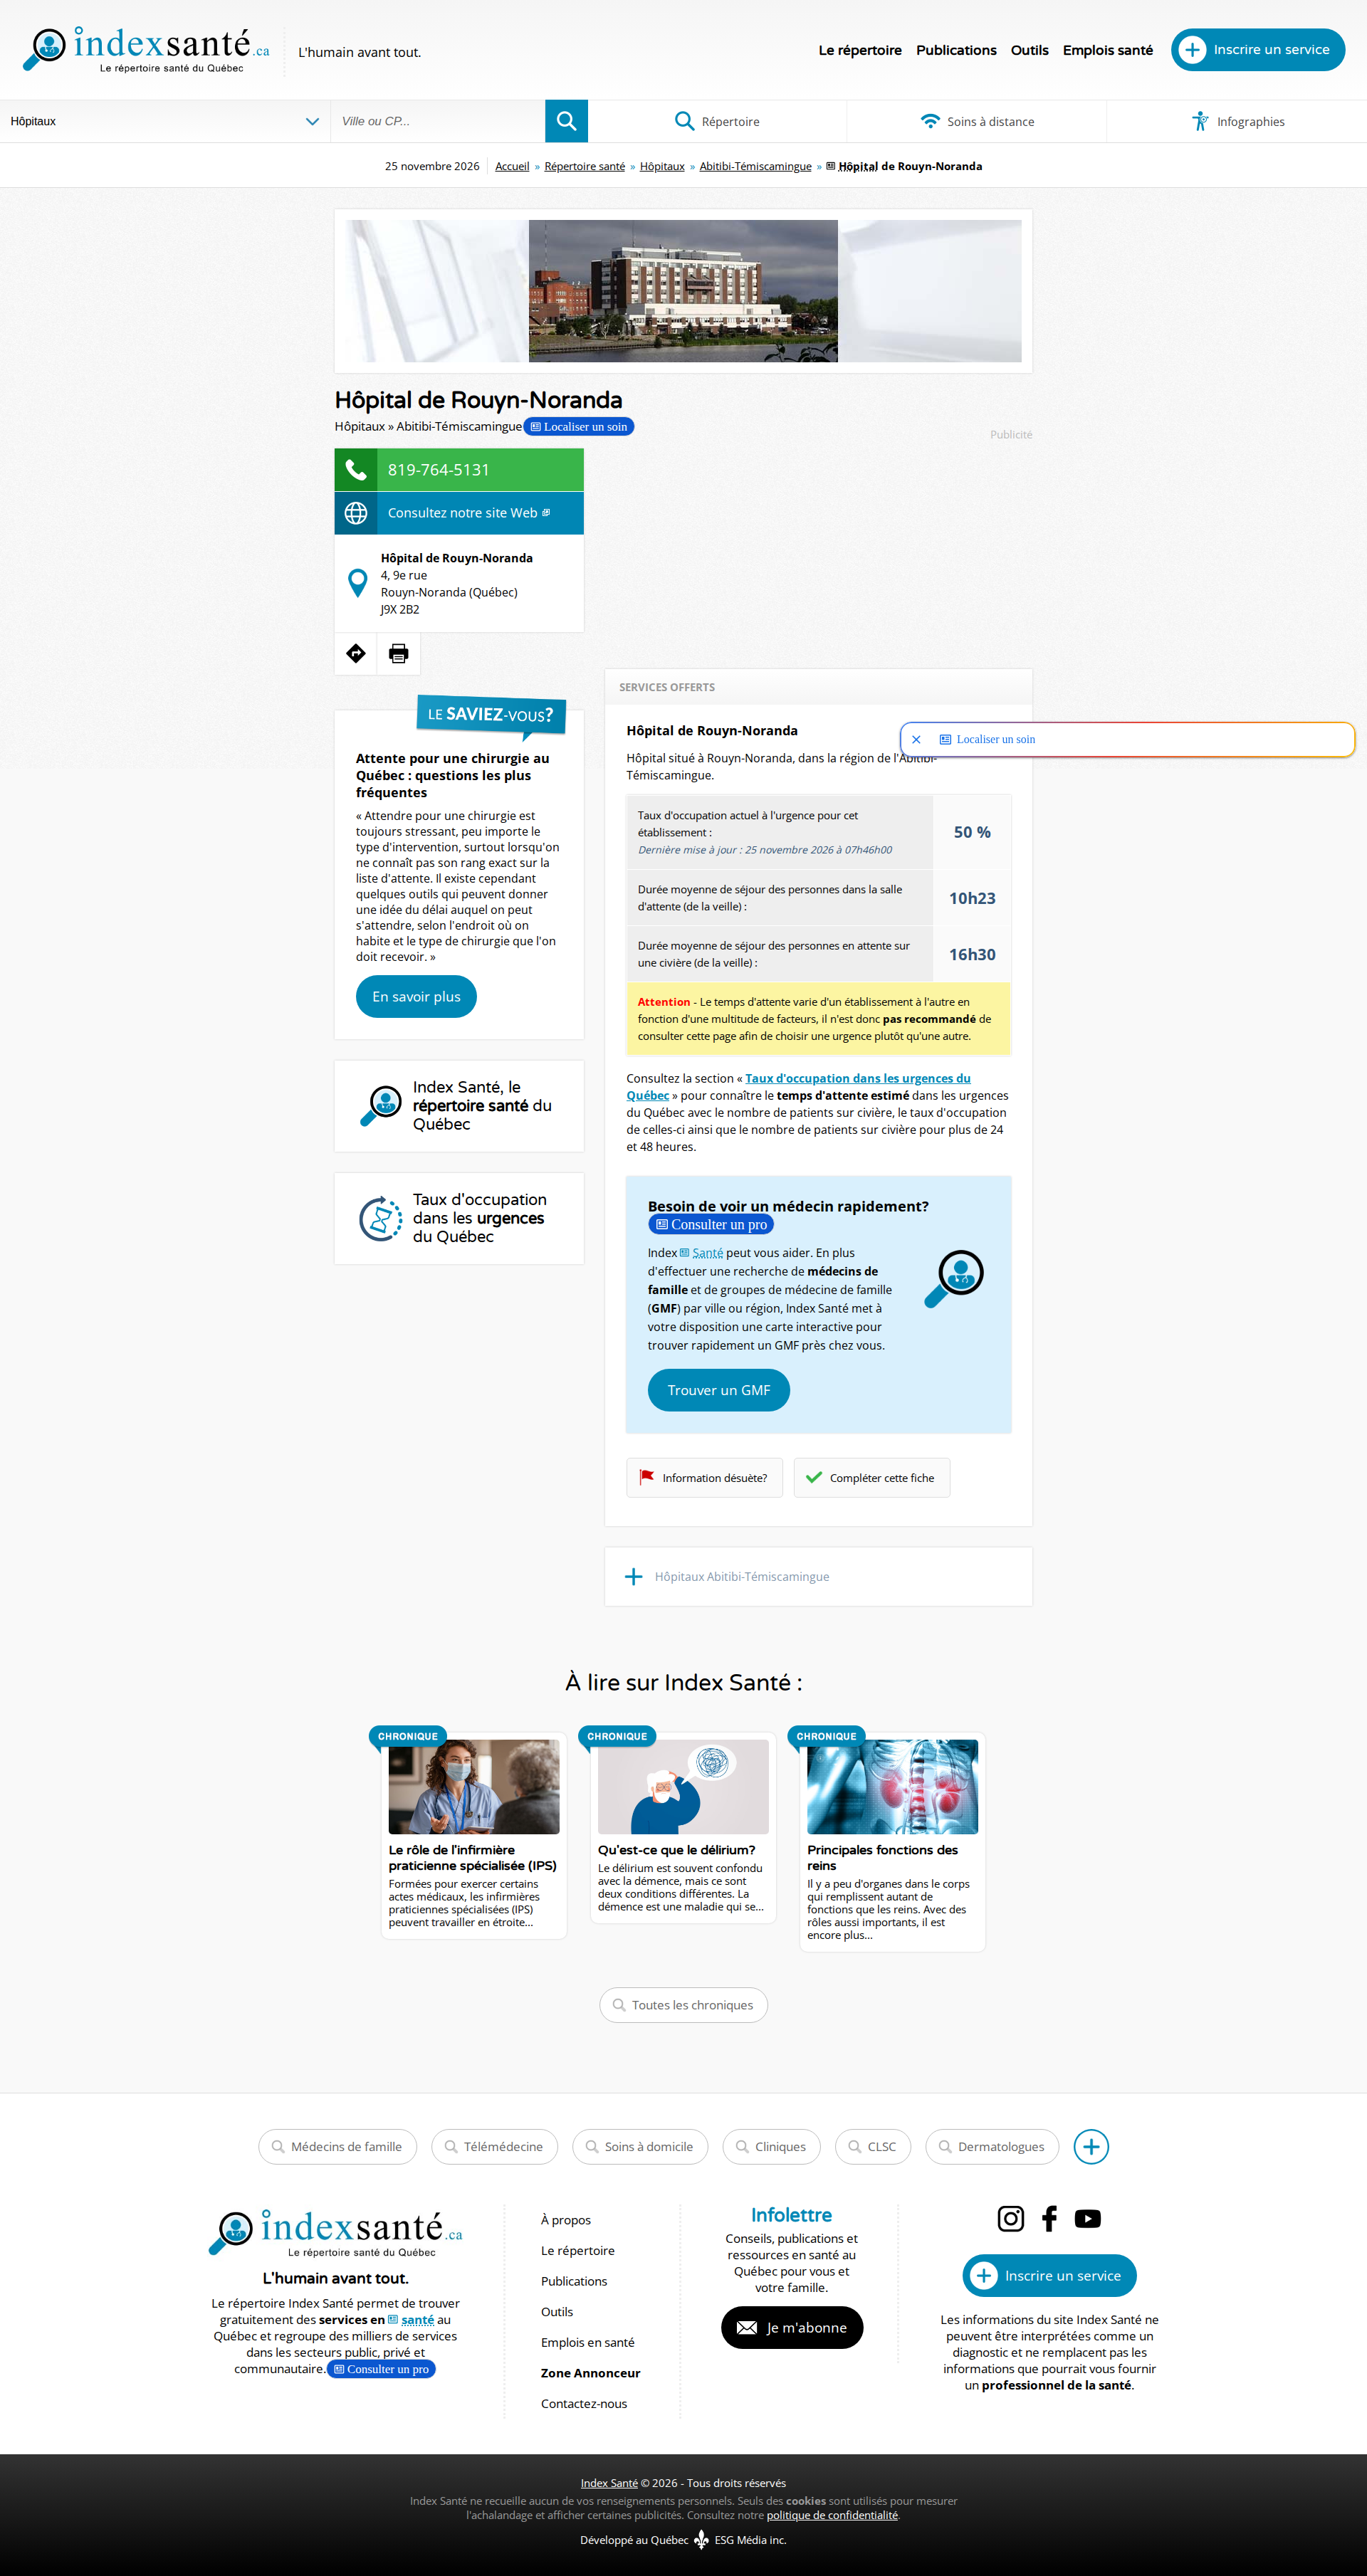 indexsanté.ca
Le répertoire santé du Québec
L'humain avant tout.
Le répertoire
Publications
Outils
Emplois santé
Inscrire un service
Hôpitaux
Ville ou CP...
Répertoire
Soins à distance
Infographies
25 novembre 2026
Accueil » Répertoire santé » Hôpitaux » Abitibi-Témiscamingue » Hôpital de Rouyn-Noranda
Hôpital de Rouyn-Noranda
Hôpitaux » Abitibi-Témiscamingue
Localiser un soin
Publicité
819-764-5131
Consultez notre site Web
Hôpital de Rouyn-Noranda
4, 9e rue
Rouyn-Noranda (Québec)
J9X 2B2
LE SAVIEZ-VOUS?
Attente pour une chirurgie au
Québec : questions les plus
fréquentes
« Attendre pour une chirurgie est
toujours stressant, peu importe le
type d'intervention, surtout lorsqu'on
ne connaît pas son rang exact sur la
liste d'attente. Il existe cependant
quelques outils qui peuvent donner
une idée du délai auquel on peut
s'attendre, selon l'endroit où on
habite et le type de chirurgie que l'on
doit recevoir. »
En savoir plus
Index Santé, le
répertoire santé du
Québec
Taux d'occupation
dans les urgences
du Québec
SERVICES OFFERTS
Hôpital de Rouyn-Noranda
Localiser un soin
Hôpital situé à Rouyn-Noranda, dans la région de l'Abitibi-
Témiscamingue.
Taux d'occupation actuel à l'urgence pour cet
établissement :
Dernière mise à jour : 25 novembre 2026 à 07h46h00
50 %
Durée moyenne de séjour des personnes dans la salle
d'attente (de la veille) :
10h23
Durée moyenne de séjour des personnes en attente sur
une civière (de la veille) :
16h30
Attention - Le temps d'attente varie d'un établissement à l'autre en
fonction d'une multitude de facteurs, il n'est donc pas recommandé de
consulter cette page afin de choisir une urgence plutôt qu'une autre.
Consultez la section « Taux d'occupation dans les urgences du
Québec » pour connaître le temps d'attente estimé dans les urgences
du Québec avec le nombre de patients sur civière, le taux d'occupation
de celles-ci ainsi que le nombre de patients sur civière pour plus de 24
et 48 heures.
Besoin de voir un médecin rapidement?
Consulter un pro
Index Santé peut vous aider. En plus
d'effectuer une recherche de médecins de
famille et de groupes de médecine de famille
(GMF) par ville ou région, Index Santé met à
votre disposition une carte interactive pour
trouver rapidement un GMF près chez vous.
Trouver un GMF
Information désuète?
Compléter cette fiche
Hôpitaux Abitibi-Témiscamingue
À lire sur Index Santé :
CHRONIQUE
Le rôle de l'infirmière
praticienne spécialisée (IPS)
Formées pour exercer certains
actes médicaux, les infirmières
praticiennes spécialisées (IPS)
peuvent travailler en étroite...
CHRONIQUE
Qu'est-ce que le délirium?
Le délirium est souvent confondu
avec la démence, mais ce sont
deux conditions différentes. La
démence est une maladie qui se...
CHRONIQUE
Principales fonctions des
reins
Il y a peu d'organes dans le corps
qui remplissent autant de
fonctions que les reins. Avec des
rôles aussi importants, il est
encore plus...
Toutes les chroniques
Médecins de famille
Télémédecine
Soins à domicile
Cliniques
CLSC
Dermatologues
indexsanté.ca
Le répertoire santé du Québec
L'humain avant tout.
Le répertoire Index Santé permet de trouver
gratuitement des services en santé au
Québec et regroupe des milliers de services
dans les secteurs public, privé et
communautaire. Consulter un pro
À propos
Le répertoire
Publications
Outils
Emplois en santé
Zone Annonceur
Contactez-nous
Infolettre
Conseils, publications et
ressources en santé au
Québec pour vous et
votre famille.
Je m'abonne
Inscrire un service
Les informations du site Index Santé ne
peuvent être interprétées comme un
diagnostic et ne remplacent pas les
informations que pourrait vous fournir
un professionnel de la santé.
Index Santé © 2026 - Tous droits réservés
Index Santé ne recueille aucun de vos renseignements personnels. Seuls des cookies sont utilisés pour mesurer
l'achalandage et afficher certaines publicités. Consultez notre politique de confidentialité.
Développé au Québec ESG Média inc.